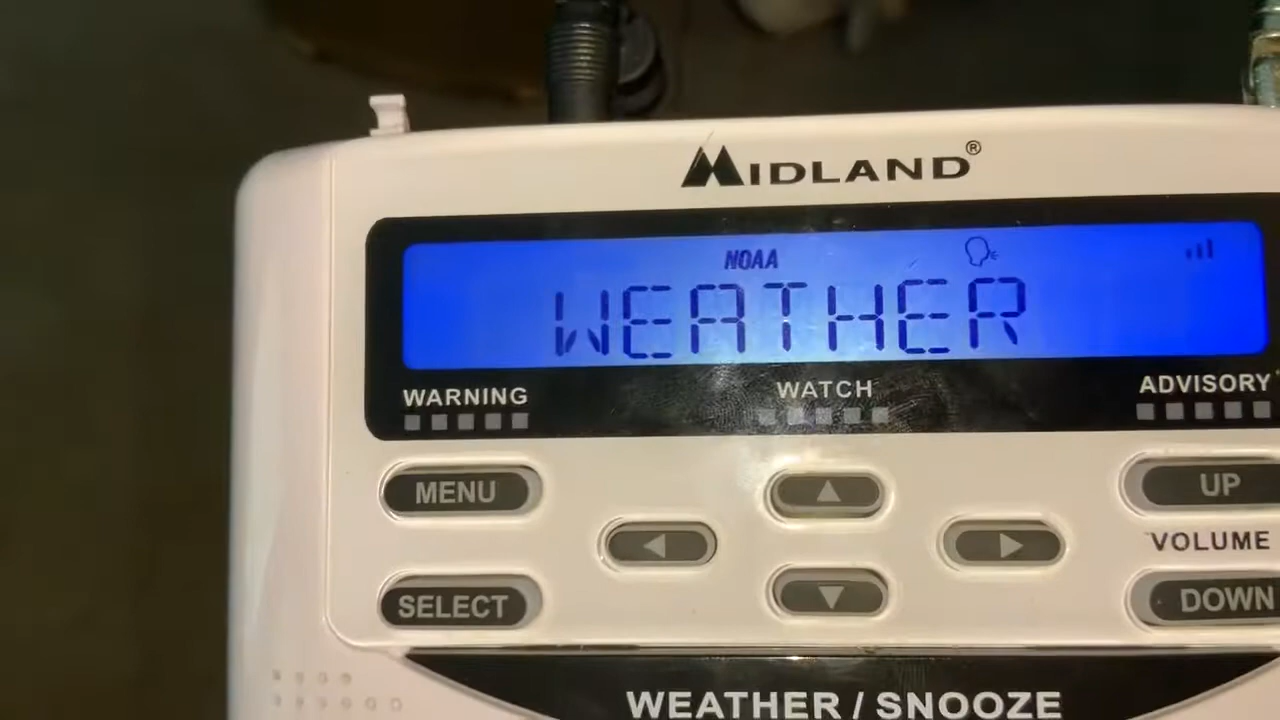 MIDLAND®
NOAA
WEATHER
WARNING WATCH ADVISORY
MENU UP
VOLUME
SELECT DOWN
WEATHER / SNOOZE